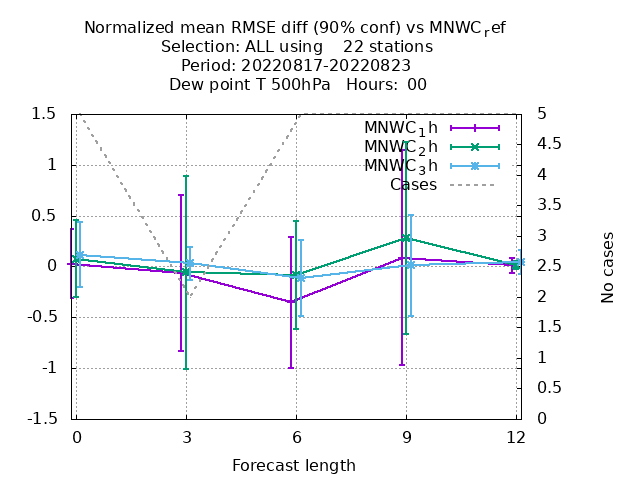 Normalized mean RMSE diff (90% conf) vs MNWC_ref
Selection: ALL using    22 stations
Period: 20220817-20220823
Dew point T 500hPa   Hours:  00
MNWC_1h
MNWC_2h
MNWC_3h
Cases
1.5
1
0.5
0
-0.5
-1
-1.5
5
4.5
4
3.5
3
2.5
2
1.5
1
0.5
0
No cases
0 3 6 9 12
Forecast length